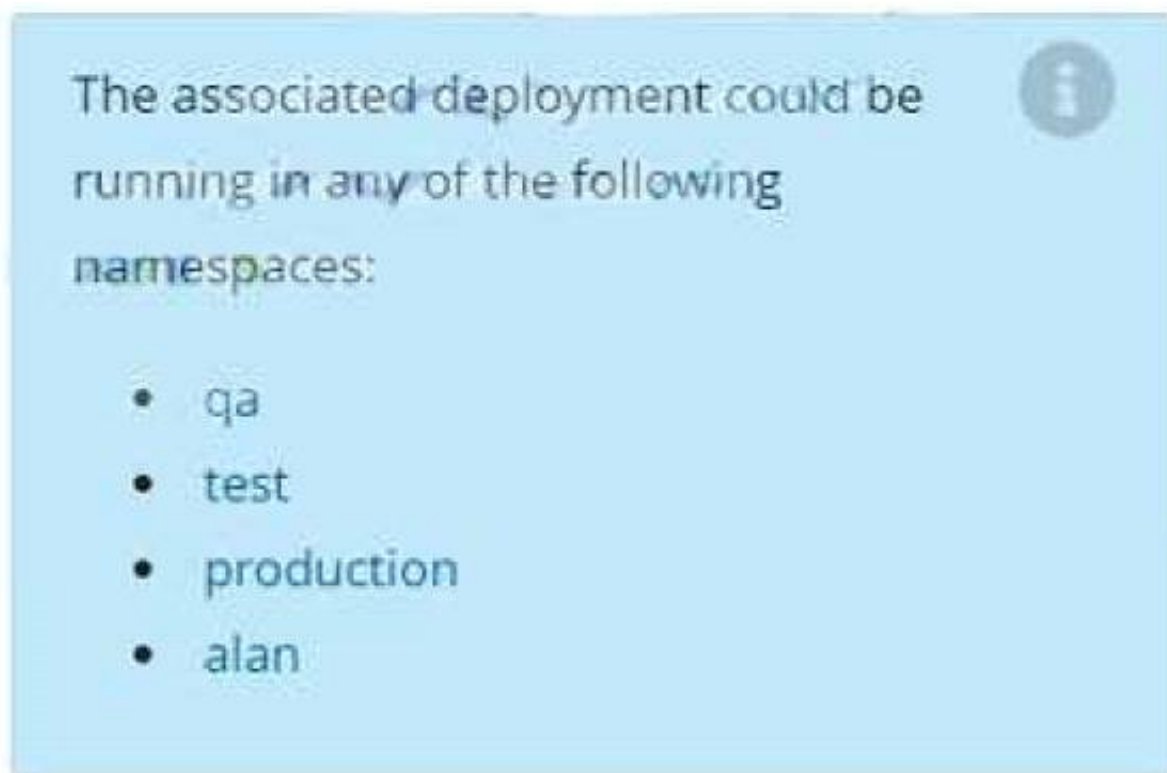 The associated deployment could be
running in any of the following
namespaces:
• qa
• test
• production
• alan